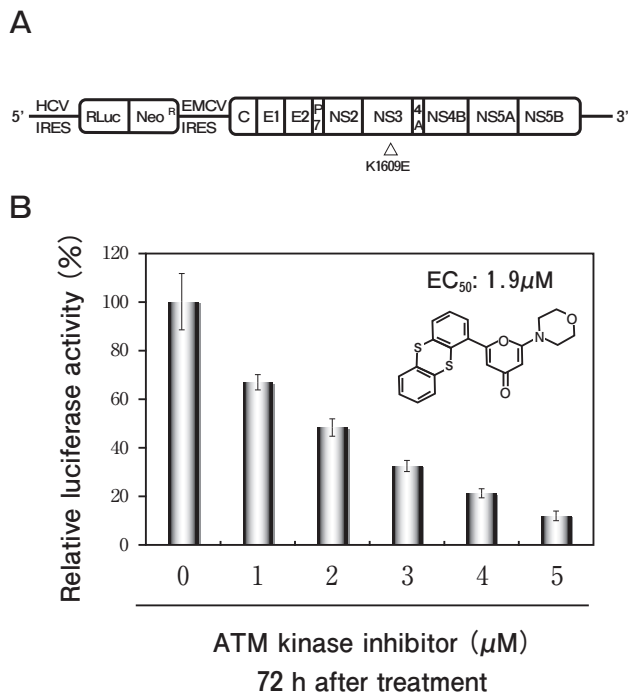 A
5’ HCV IRES RLuc Neo R EMCV IRES C E1 E2 P7 NS2 NS3 4A NS4B NS5A NS5B 3’
△
K1609E
B
Relative luciferase activity (%)
120
100
80
60
40
20
0
EC50: 1.9μM
O
N
O
S
S
O
0 1 2 3 4 5
ATM kinase inhibitor (μM)
72 h after treatment